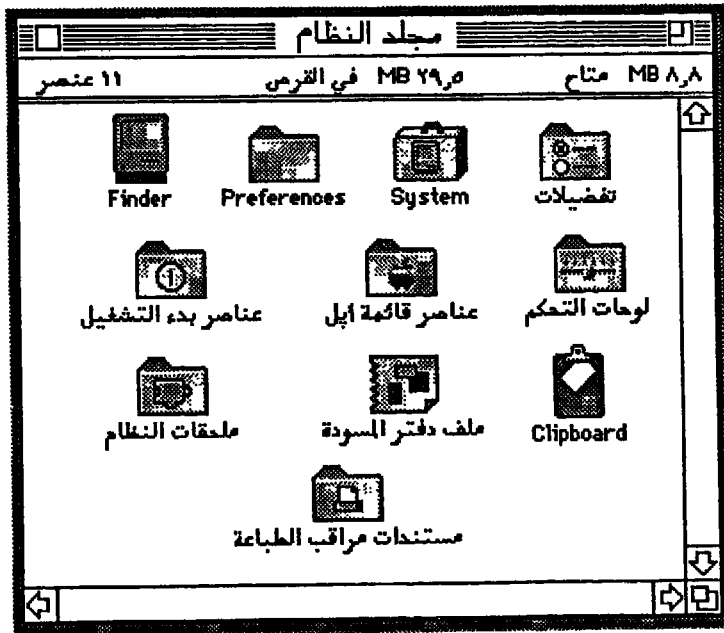 مجلد النظام
٨٫٨ MB متاح ٢٩٫٥ MB في القرص ١١ عنصر
تفضيلات System Preferences Finder
لوحات التحكم عناصر قائمة أپل عناصر بدء التشغيل
Clipboard ملف دفتر المسودة ملحقات النظام
مستندات مراقب الطباعة